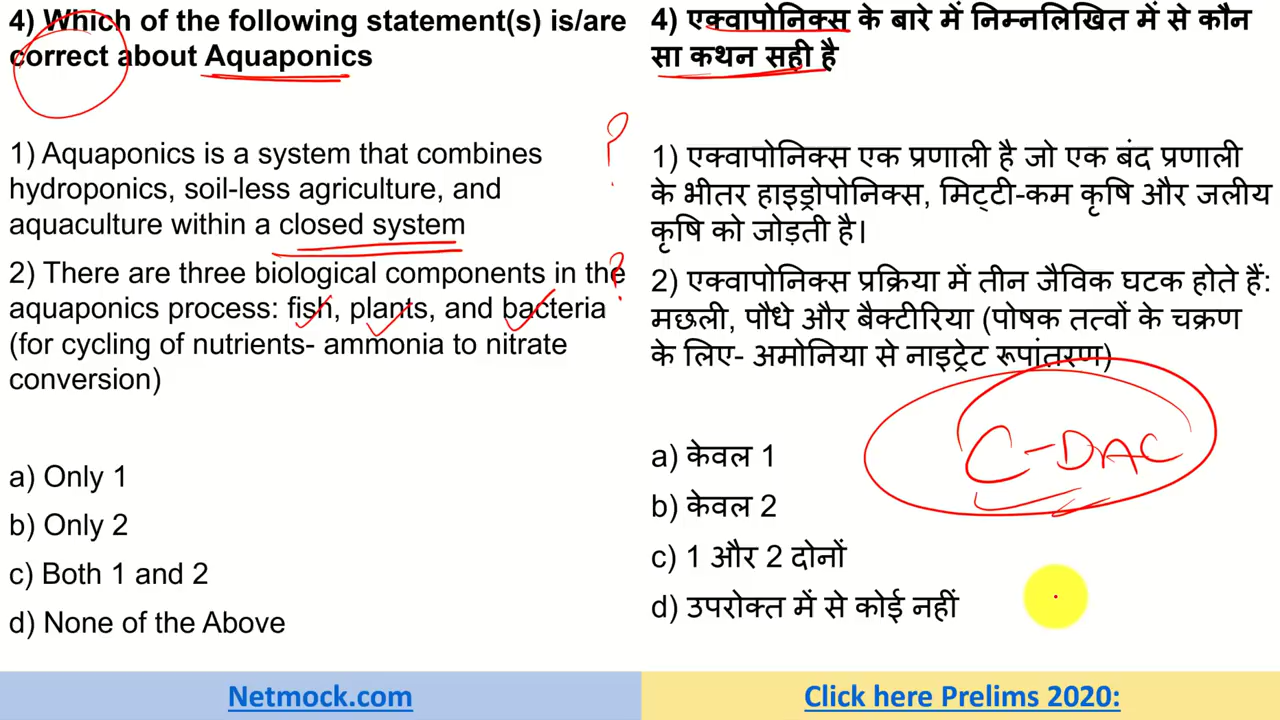 4) Which of the following statement(s) is/are
correct about Aquaponics
1) Aquaponics is a system that combines
hydroponics, soil-less agriculture, and
aquaculture within a closed system
2) There are three biological components in the
aquaponics process: fish, plants, and bacteria
(for cycling of nutrients- ammonia to nitrate
conversion)
a) Only 1
b) Only 2
c) Both 1 and 2
d) None of the Above
?
?
4) एक्वापोनिक्स के बारे में निम्नलिखित में से कौन
सा कथन सही है
1) एक्वापोनिक्स एक प्रणाली है जो एक बंद प्रणाली
के भीतर हाइड्रोपोनिक्स, मिट्टी-कम कृषि और जलीय
कृषि को जोड़ती है।
2) एक्वापोनिक्स प्रक्रिया में तीन जैविक घटक होते हैं:
मछली, पौधे और बैक्टीरिया (पोषक तत्वों के चक्रण
के लिए- अमोनिया से नाइट्रेट रूपांतरण)
C-DAC
a) केवल 1
b) केवल 2
c) 1 और 2 दोनों
d) उपरोक्त में से कोई नहीं
Netmock.com
Click here Prelims 2020: